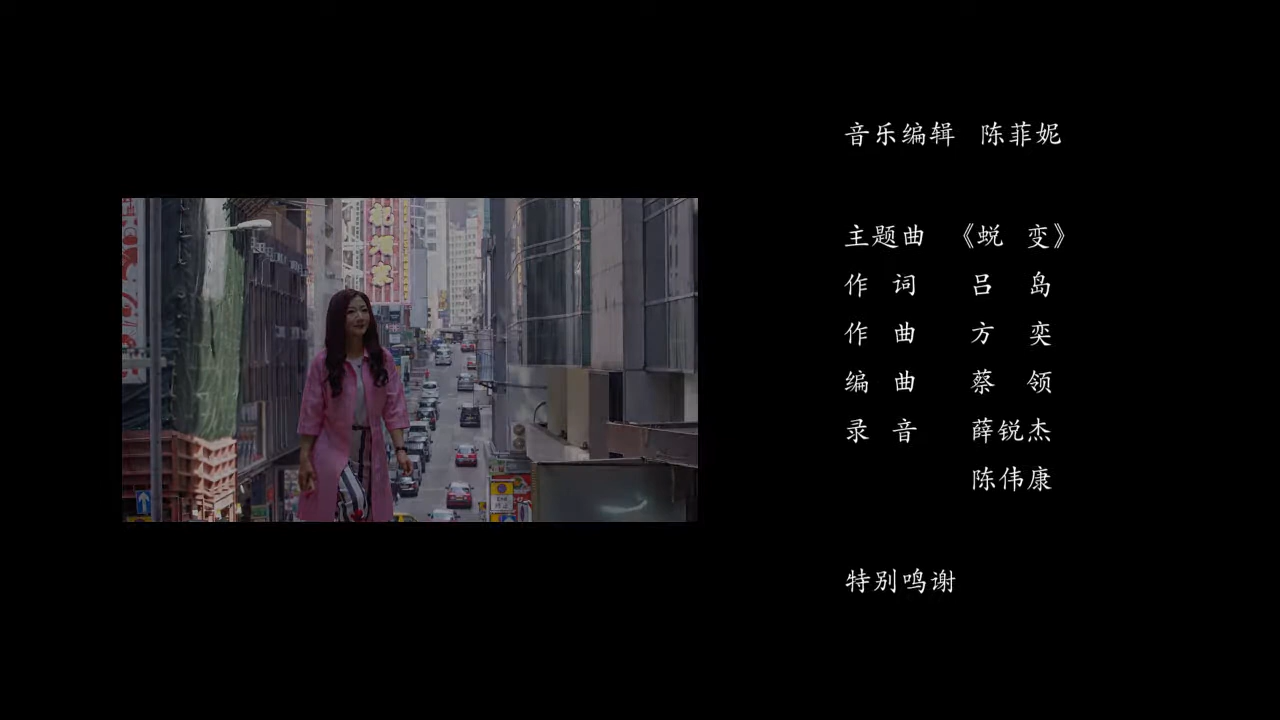 音乐编辑 陈菲妮
主题曲 《蜕 变》
作 词 吕 岛
作 曲 方 奕
编 曲 蔡 领
录 音 薛锐杰
陈伟康
特别鸣谢